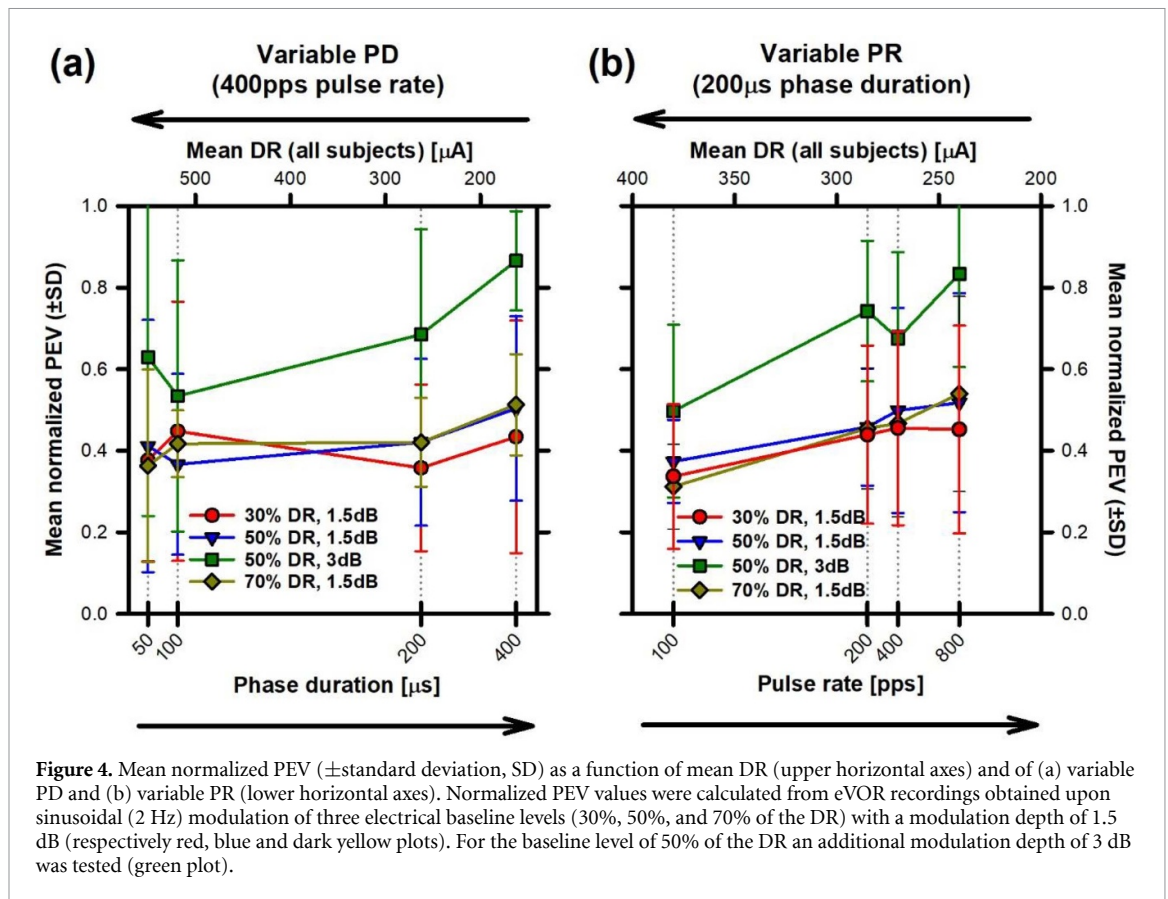 (a)
Variable PD
(400pps pulse rate)
Mean DR (all subjects) [μA]
500 400 300 200
1.0
0.8
0.6
0.4
0.2
0.0
Mean normalized PEV (±SD)
30% DR, 1.5dB
50% DR, 1.5dB
50% DR, 3dB
70% DR, 1.5dB
50 100 200 400
Phase duration [μs]
(b)
Variable PR
(200μs phase duration)
Mean DR (all subjects) [μA]
400 350 300 250 200
1.0
0.8
0.6
0.4
0.2
0.0
Mean normalized PEV (±SD)
30% DR, 1.5dB
50% DR, 1.5dB
50% DR, 3dB
70% DR, 1.5dB
100 200 400 800
Pulse rate [pps]
Figure 4. Mean normalized PEV (±standard deviation, SD) as a function of mean DR (upper horizontal axes) and of (a) variable
PD and (b) variable PR (lower horizontal axes). Normalized PEV values were calculated from eVOR recordings obtained upon
sinusoidal (2 Hz) modulation of three electrical baseline levels (30%, 50%, and 70% of the DR) with a modulation depth of 1.5
dB (respectively red, blue and dark yellow plots). For the baseline level of 50% of the DR an additional modulation depth of 3 dB
was tested (green plot).